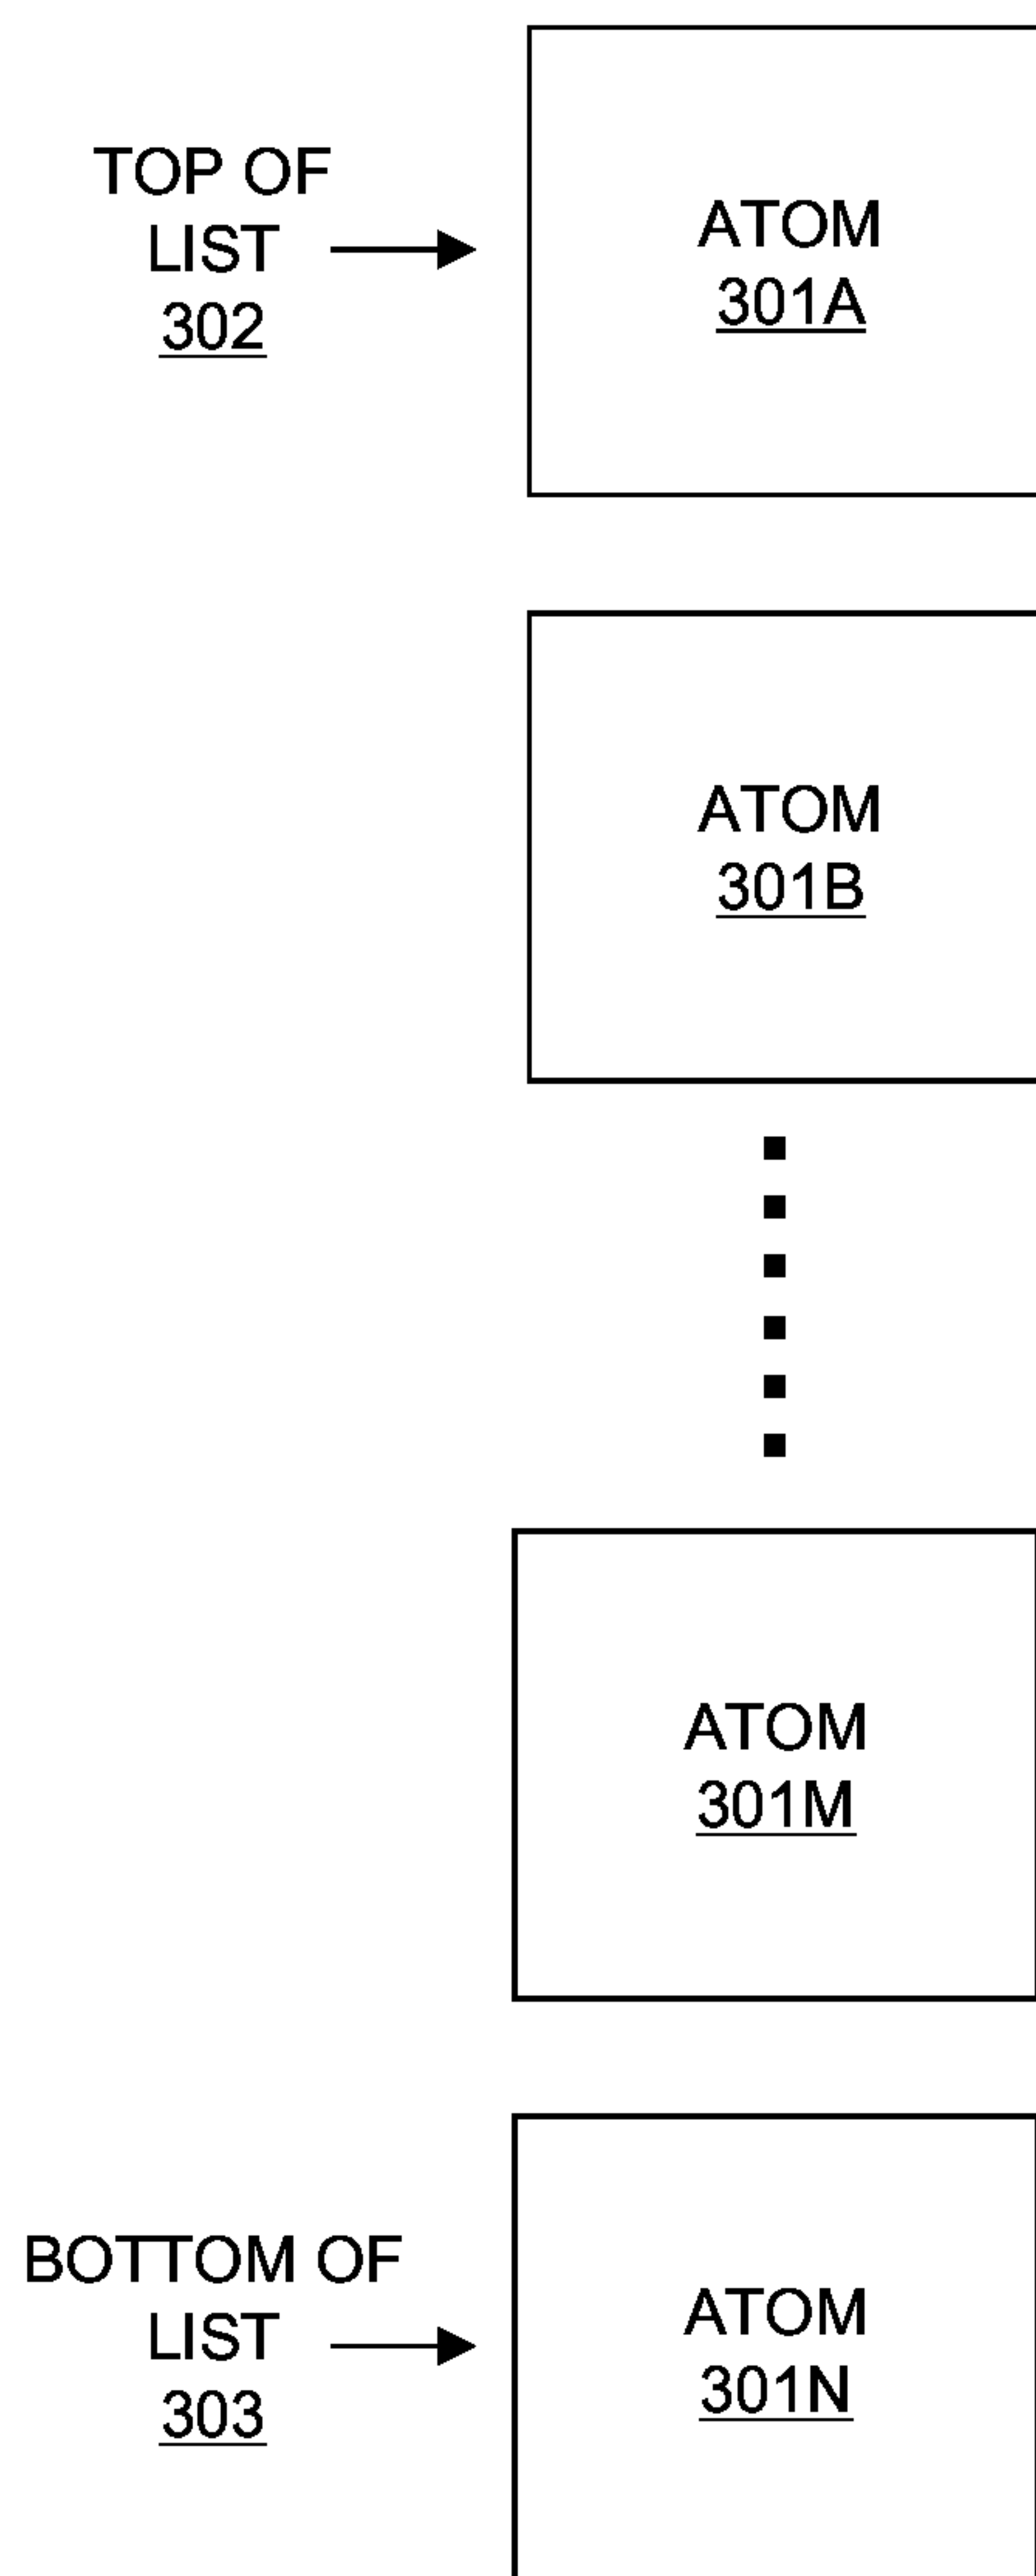 TOP OF
LIST
302
ATOM
301A
ATOM
301B
ATOM
301M
BOTTOM OF
LIST
303
ATOM
301N